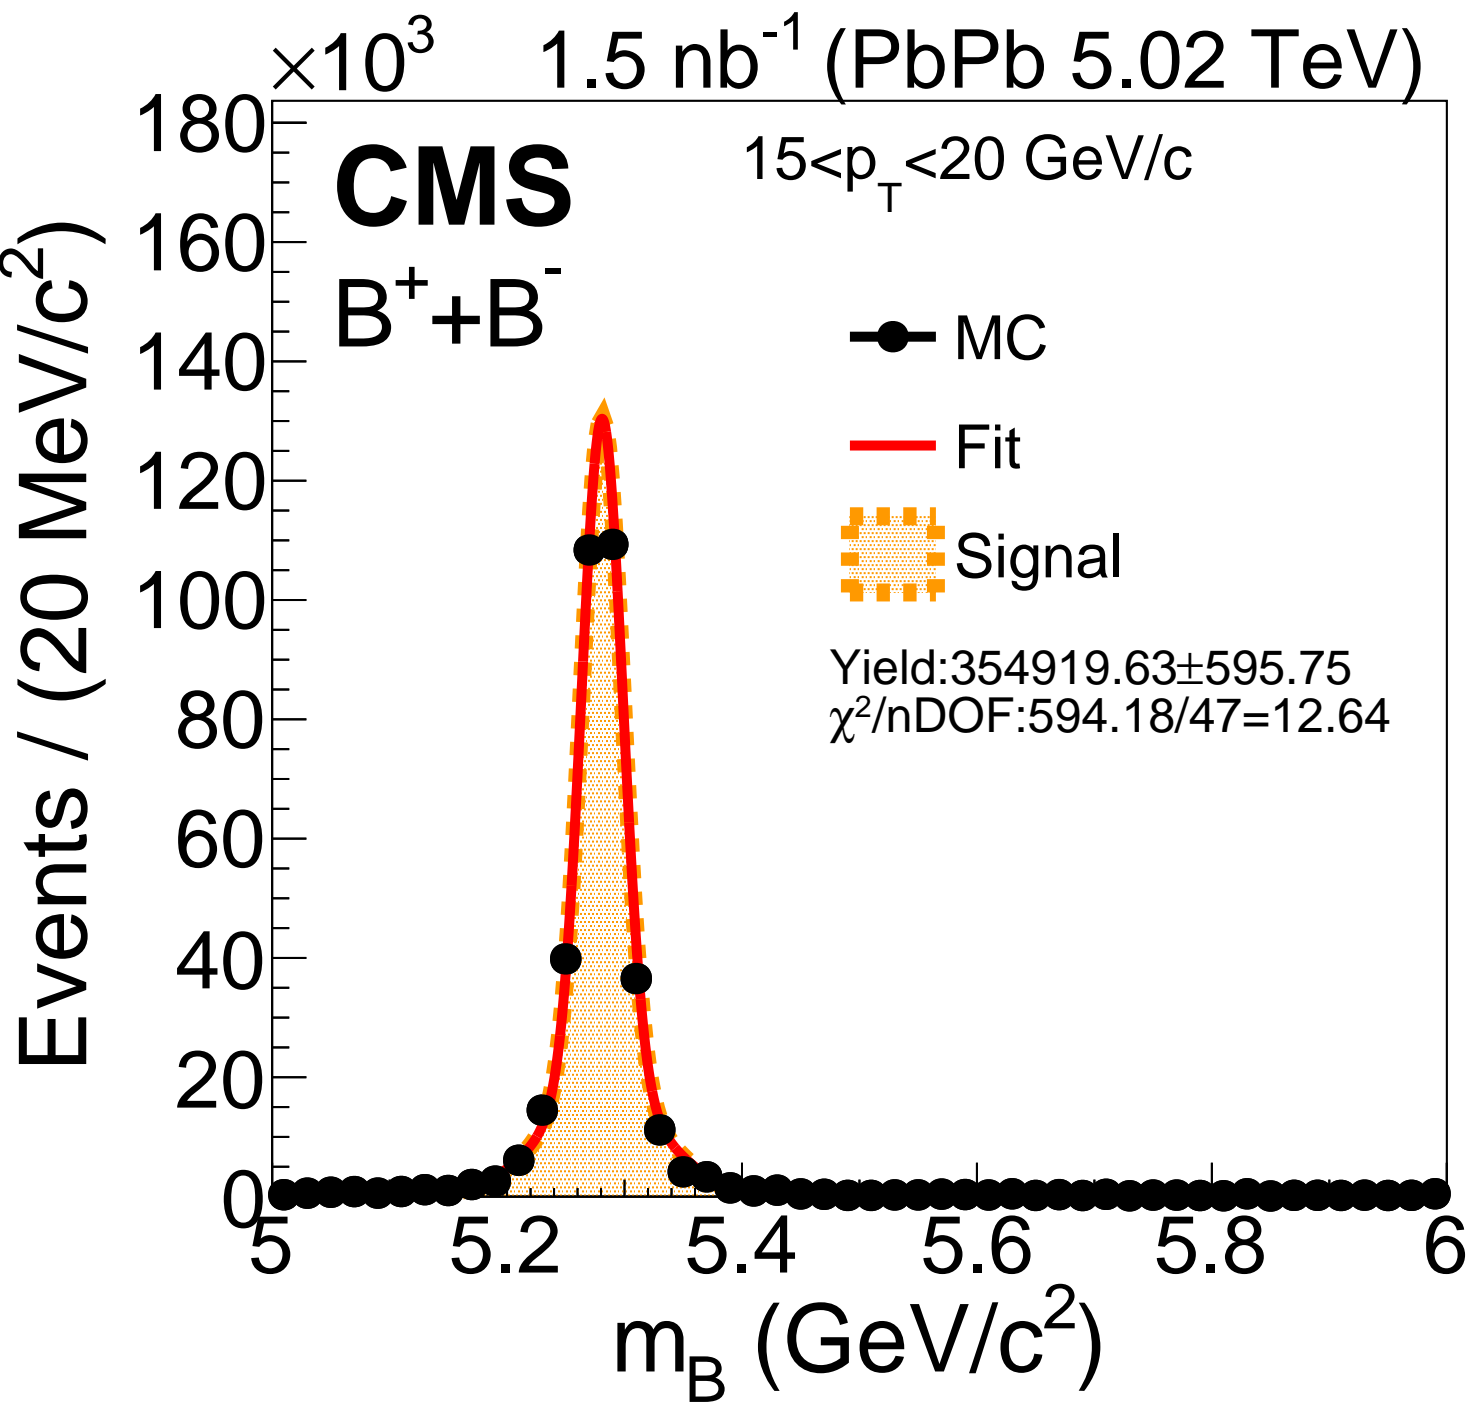 ×10³ 1.5 nb⁻¹ (PbPb 5.02 TeV)
CMS
15<p_T<20 GeV/c
B⁺+B⁻
MC
Fit
Signal
Yield:354919.63±595.75
χ²/nDOF:594.18/47=12.64
Events / (20 MeV/c²)
180
160
140
120
100
80
60
40
20
0
5 5.2 5.4 5.6 5.8 6
m_B (GeV/c²)